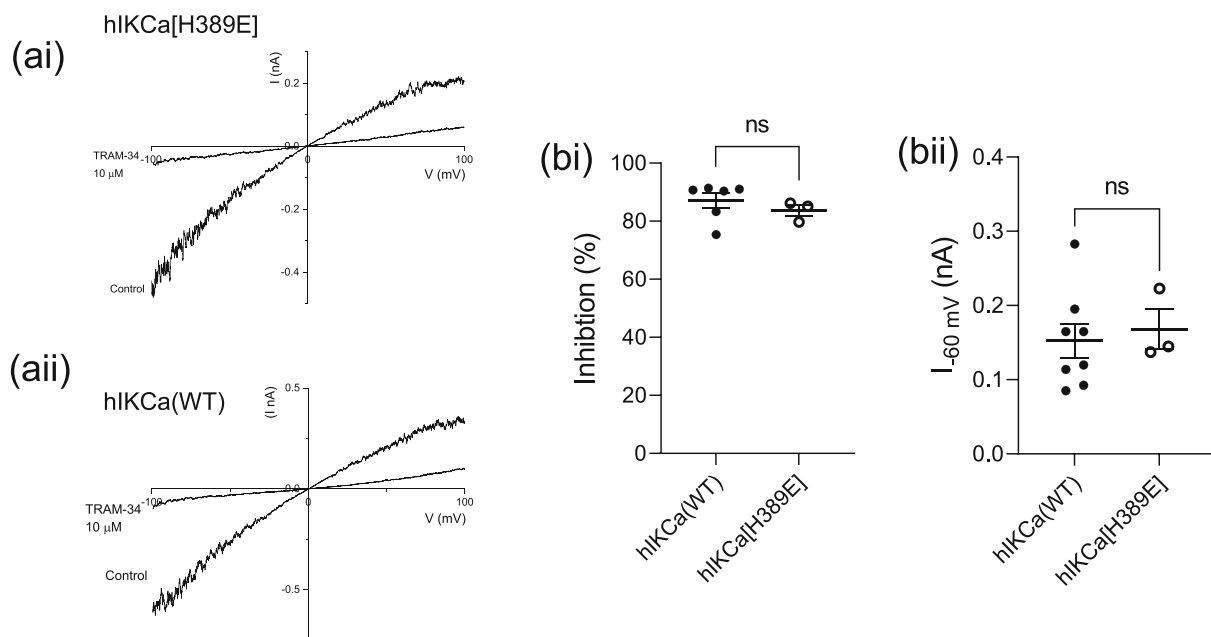 hIKCa[H389E]
(ai)
I (nA)
0.2
0.0
-0.2
-0.4
-100
0
100
V (mV)
TRAM-34
10 µM
Control
(aii)
hIKCa(WT)
(I nA)
0.5
0.0
-0.5
-100
0
100
V (mV)
TRAM-34
10 µM
Control
(bi)
ns
Inhibtion (%)
100
80
60
40
20
0
hIKCa(WT)
hIKCa[H389E]
(bii)
ns
I-60 mV (nA)
0.4
0.3
0.2
0.1
0.0
hIKCa(WT)
hIKCa[H389E]